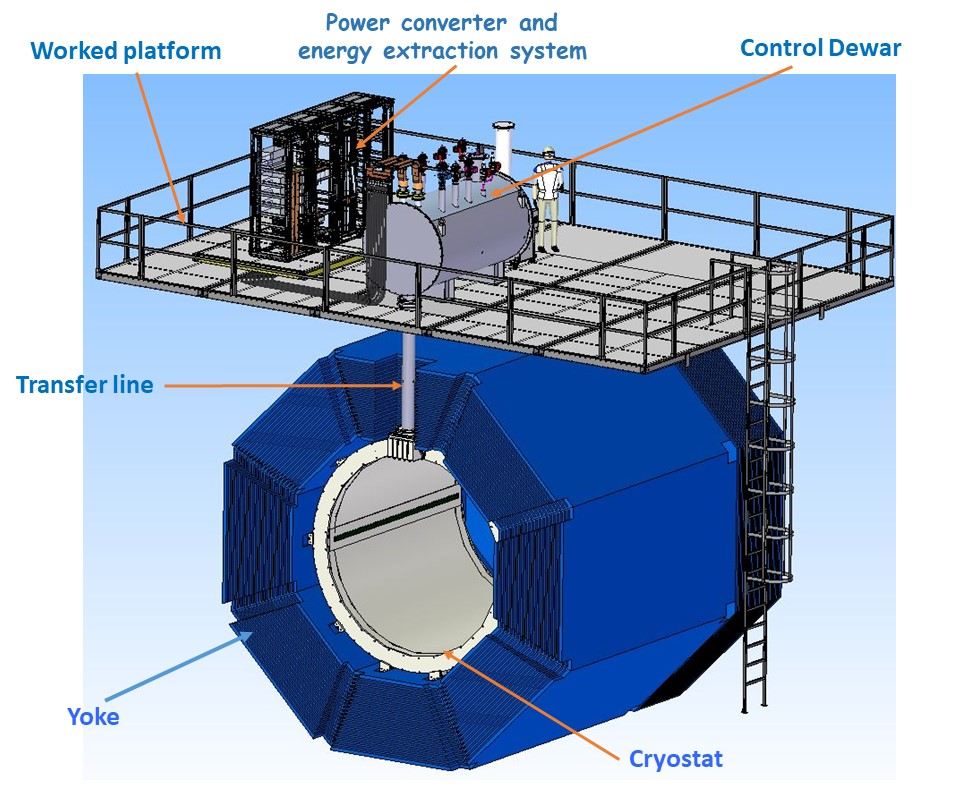 Power converter and
energy extraction system
Worked platform
Control Dewar
Transfer line
Yoke
Cryostat